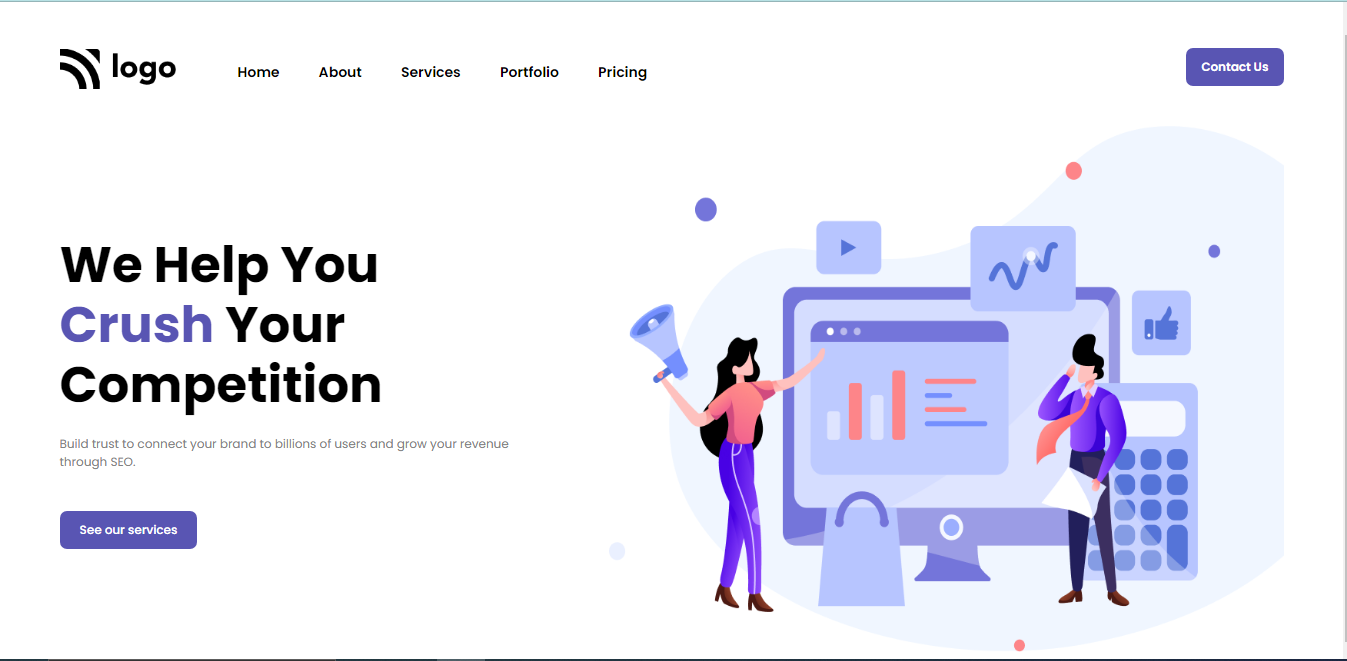 logo
Home About Services Portfolio Pricing
Contact Us
We Help You
Crush Your
Competition
Build trust to connect your brand to billions of users and grow your revenue
through SEO.
See our services